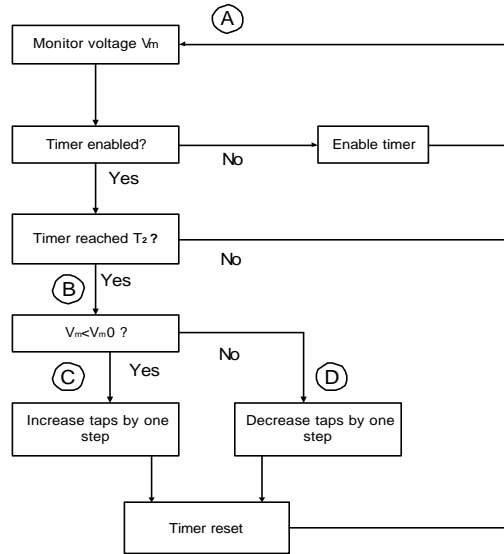 A
Monitor voltage Vm
Timer enabled?
No
Enable timer
Yes
Timer reached T2?
No
B
Yes
Vm<Vm0 ?
C
Yes
No
D
Increase taps by one
step
Decrease taps by one
step
Timer reset